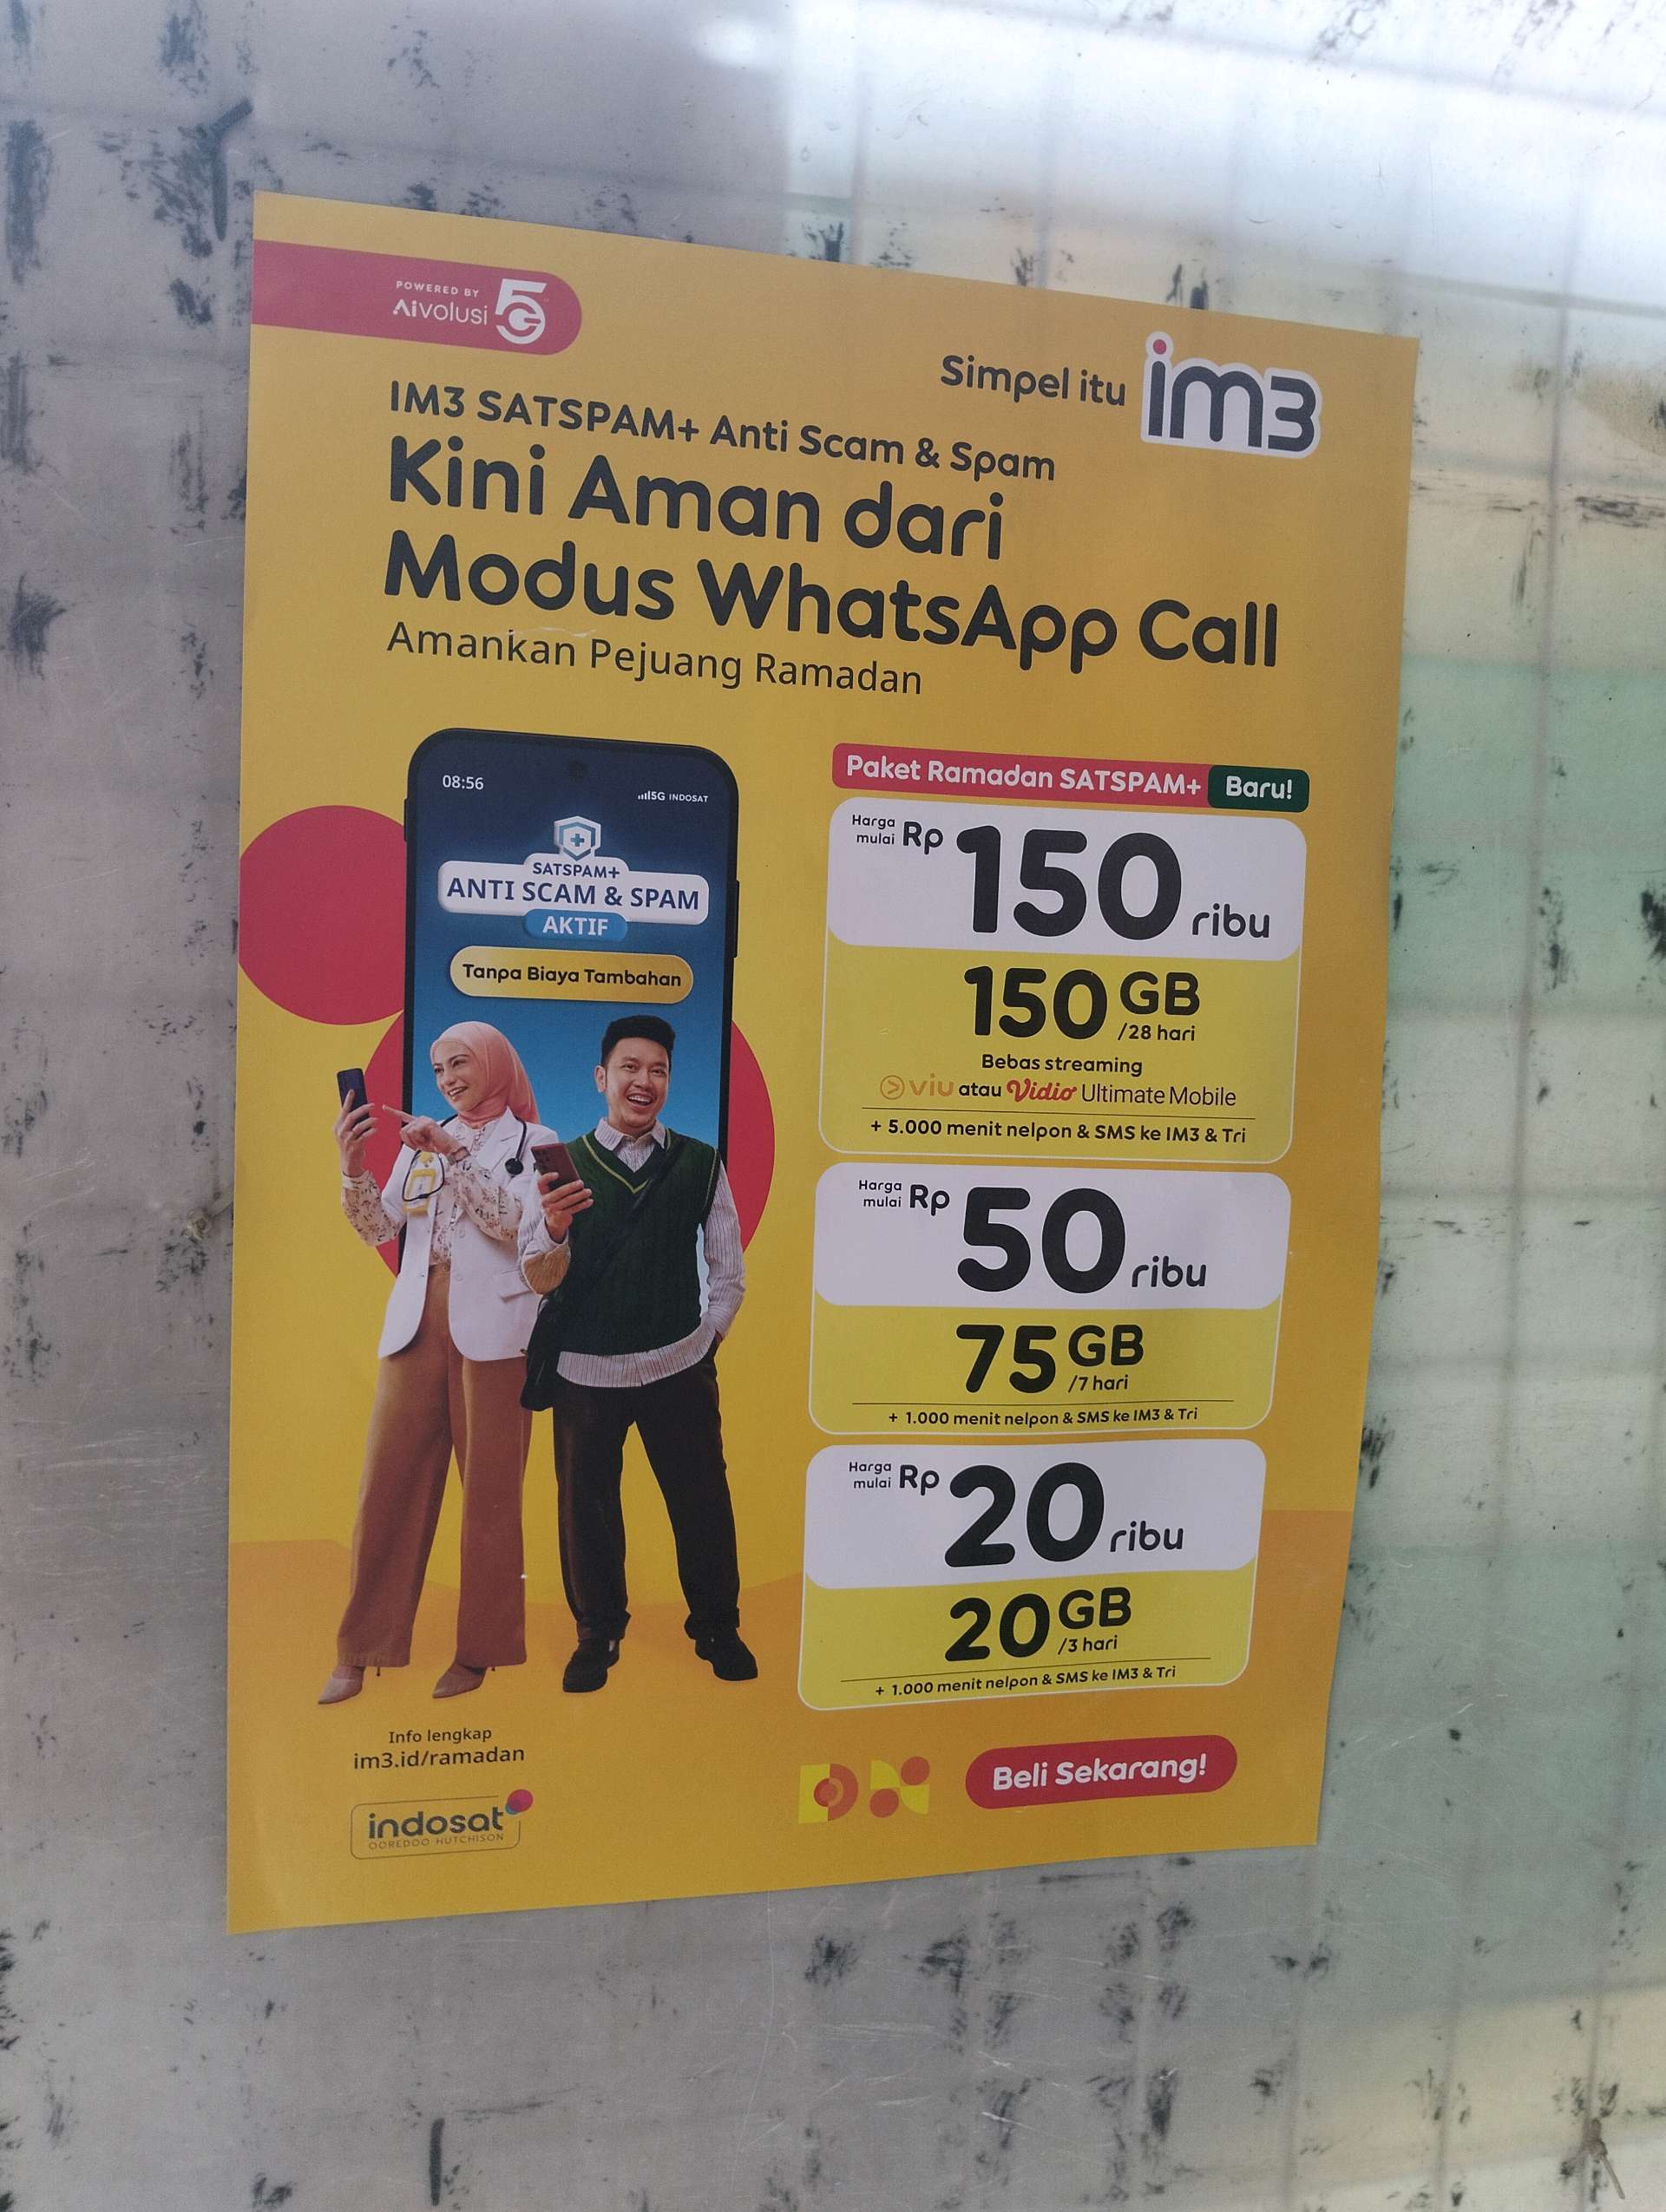 POWERED BY
Aivolusi 5G
Simpel itu im3
IM3 SATSPAM+ Anti Scam & Spam
Kini Aman dari
Modus WhatsApp Call
Amankan Pejuang Ramadan
08:56
5G INDOSAT
SATSPAM+
ANTI SCAM & SPAM
AKTIF
Tanpa Biaya Tambahan
Paket Ramadan SATSPAM+ Baru!
Harga
mulai Rp 150 ribu
150 GB
/28 hari
Bebas streaming
viu atau Vidio Ultimate Mobile
+ 5.000 menit nelpon & SMS ke IM3 & Tri
Harga
mulai Rp 50 ribu
75 GB
/7 hari
+ 1.000 menit nelpon & SMS ke IM3 & Tri
Harga
mulai Rp 20 ribu
20 GB
/3 hari
+ 1.000 menit nelpon & SMS ke IM3 & Tri
Info lengkap
im3.id/ramadan
indosat
OOREDOO HUTCHISON
Beli Sekarang!